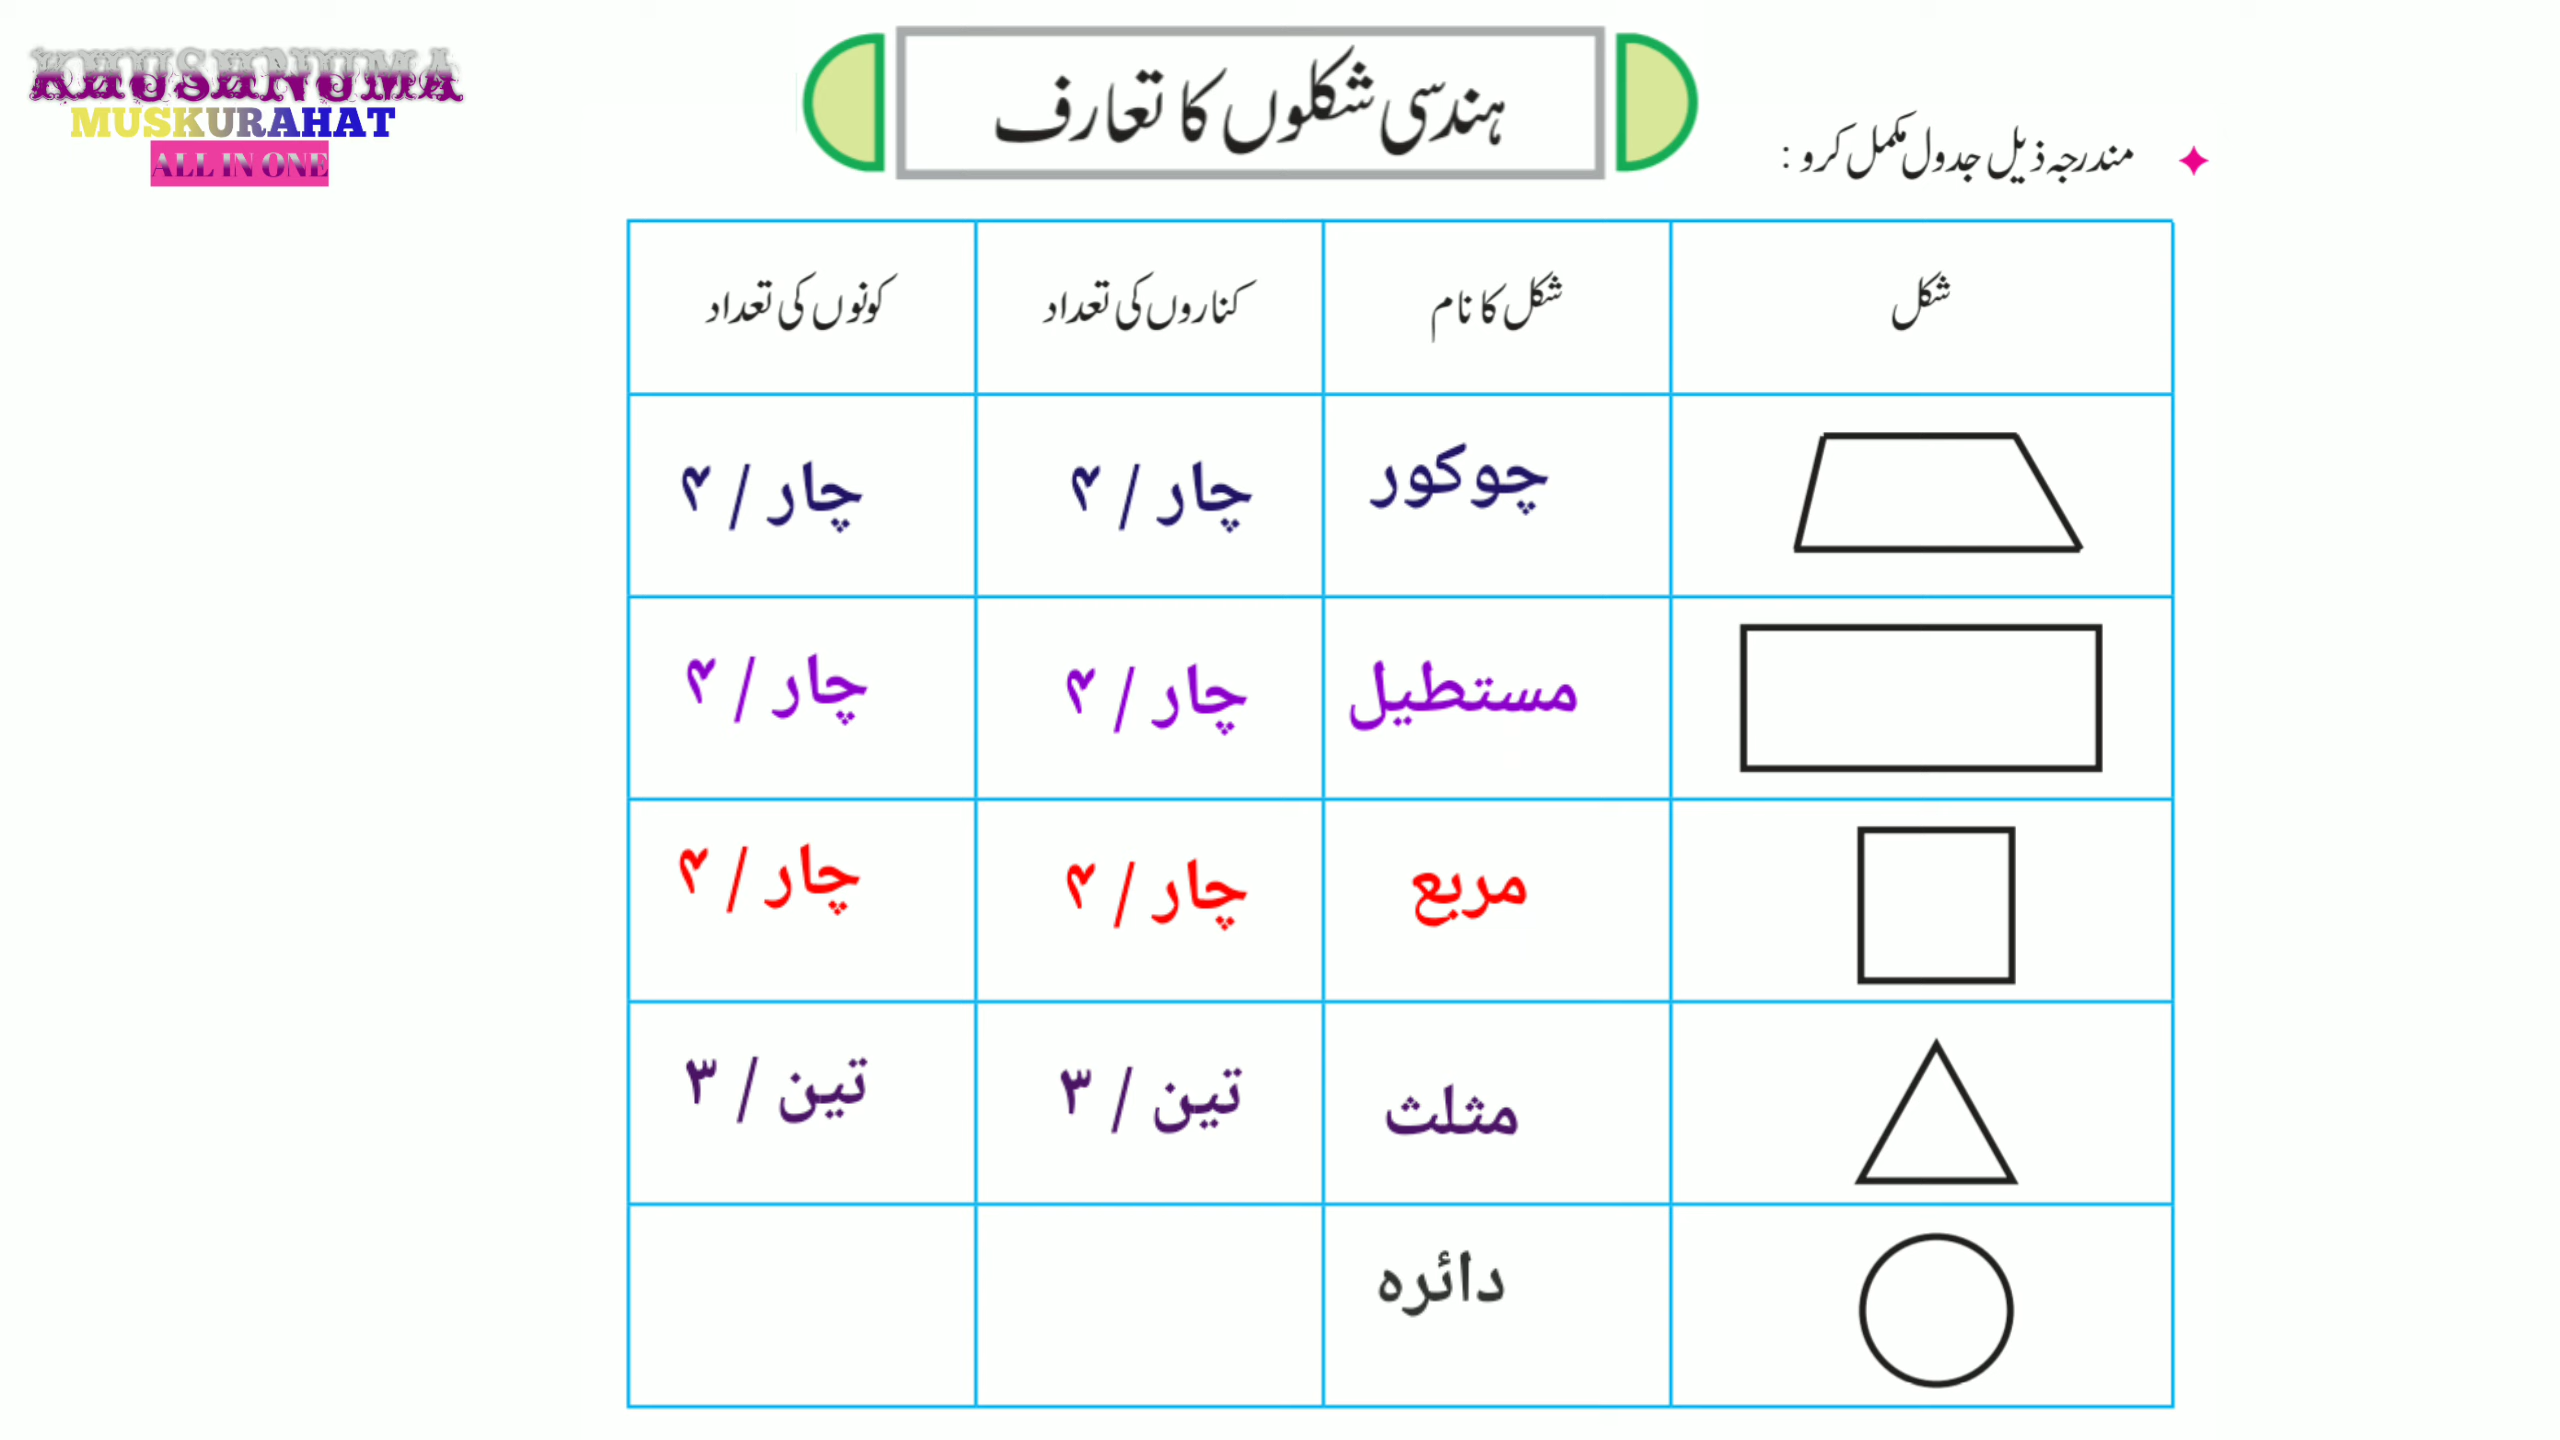 KHUSHNUMA
MUSKURAHAT
ALL IN ONE
ہندسی شکلوں کا تعارف
مندرجہ ذیل جدول مکمل کرو :
شکل شکل کا نام کناروں کی تعداد کونوں کی تعداد
چوکور چار / ۴ چار / ۴
مستطیل چار / ۴ چار / ۴
مربع چار / ۴ چار / ۴
مثلث تین / ۳ تین / ۳
دائرہ